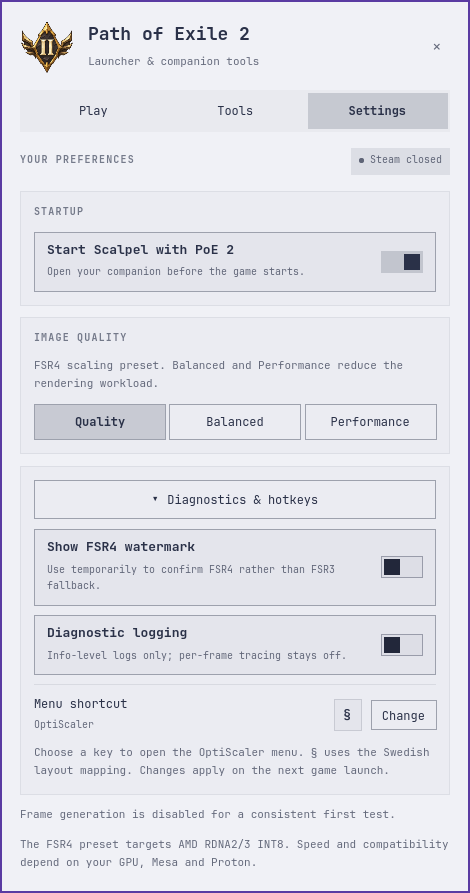 Path of Exile 2
Launcher & companion tools
×
Play
Tools
Settings
YOUR PREFERENCES
● Steam closed
STARTUP
Start Scalpel with PoE 2
Open your companion before the game starts.
IMAGE QUALITY
FSR4 scaling preset. Balanced and Performance reduce the
rendering workload.
Quality
Balanced
Performance
▾ Diagnostics & hotkeys
Show FSR4 watermark
Use temporarily to confirm FSR4 rather than FSR3
fallback.
Diagnostic logging
Info-level logs only; per-frame tracing stays off.
Menu shortcut
OptiScaler
§
Change
Choose a key to open the OptiScaler menu. § uses the Swedish
layout mapping. Changes apply on the next game launch.
Frame generation is disabled for a consistent first test.
The FSR4 preset targets AMD RDNA2/3 INT8. Speed and compatibility
depend on your GPU, Mesa and Proton.